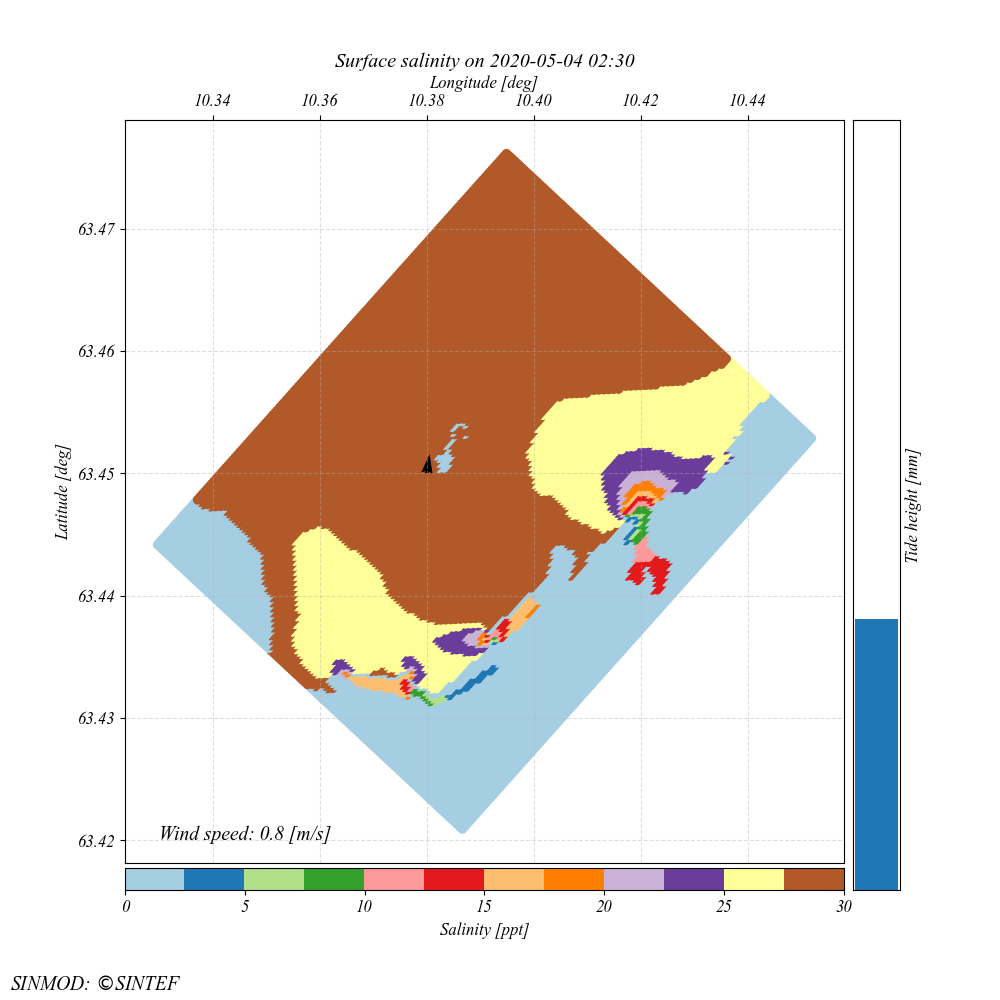 Surface salinity on 2020-05-04 02:30
Longitude [deg]
10.34 10.36 10.38 10.40 10.42 10.44
63.47
63.46
63.45
63.44
63.43
63.42
Latitude [deg]
Tide height [mm]
Wind speed: 0.8 [m/s]
0 5 10 15 20 25 30
Salinity [ppt]
SINMOD: ©SINTEF